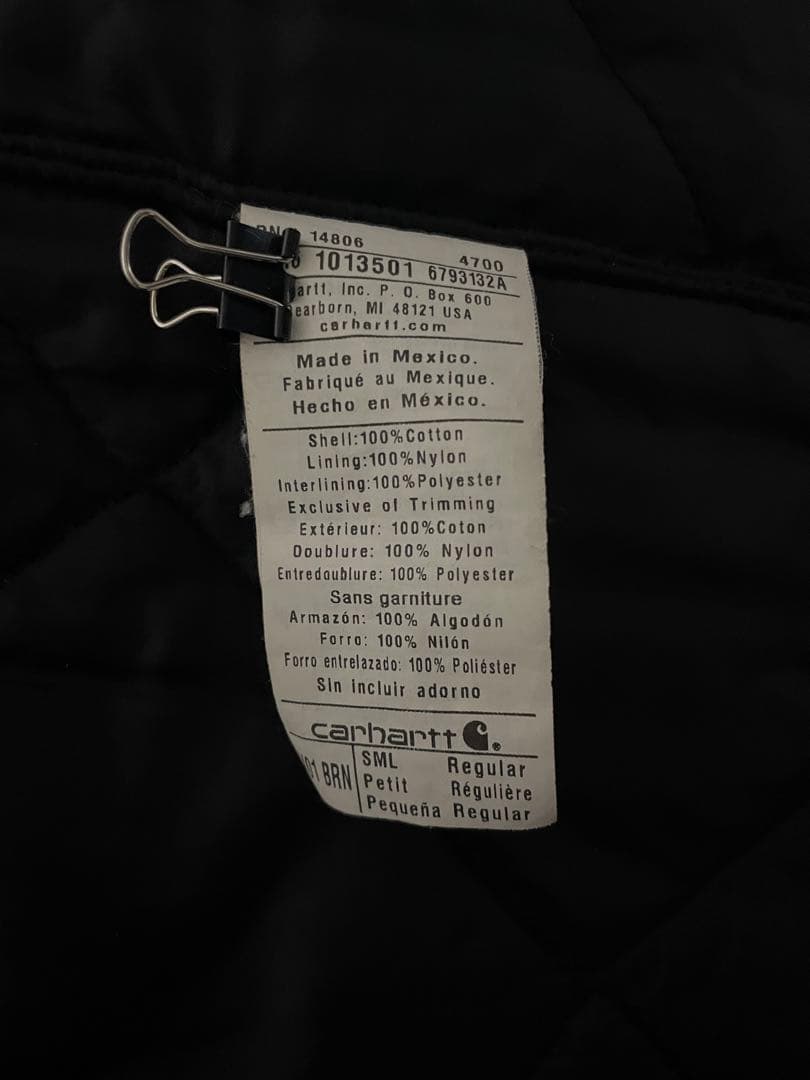 14806
4700
1013501 6793132A
artt, Inc. P. O. Box 600
earborn, MI 48121 USA
carhartt.com
Made in Mexico.
Fabriqué au Mexique.
Hecho en México.
Shell:100%Cotton
Lining:100%Nylon
Interlining:100%Polyester
Exclusive of Trimming
Extérieur: 100%Coton
Doublure: 100% Nylon
Entredoublure: 100% Polyester
Sans garniture
Armazón: 100% Algodón
Forro: 100% Nilón
Forro entrelazado: 100% Poliéster
Sin incluir adorno
carhartt
01 BRN
SML Regular
Petit Régulière
Pequeña Regular